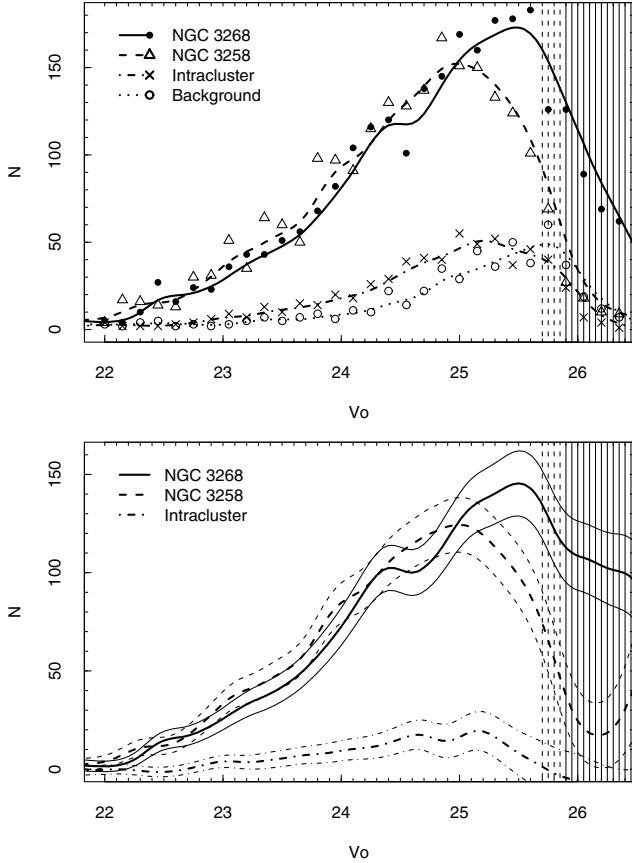 NGC 3268
NGC 3258
Intracluster
Background
N
0 50 100 150
22 23 24 25 26
Vo
NGC 3268
NGC 3258
Intracluster
N
0 50 100 150
22 23 24 25 26
Vo